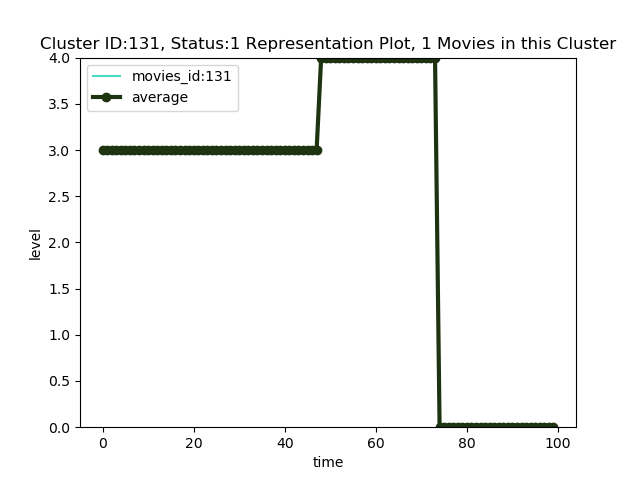 Cluster ID:131, Status:1 Representation Plot, 1 Movies in this Cluster
movies_id:131
average
4.0
3.5
3.0
2.5
2.0
1.5
1.0
0.5
0.0
level
0 20 40 60 80 100
time